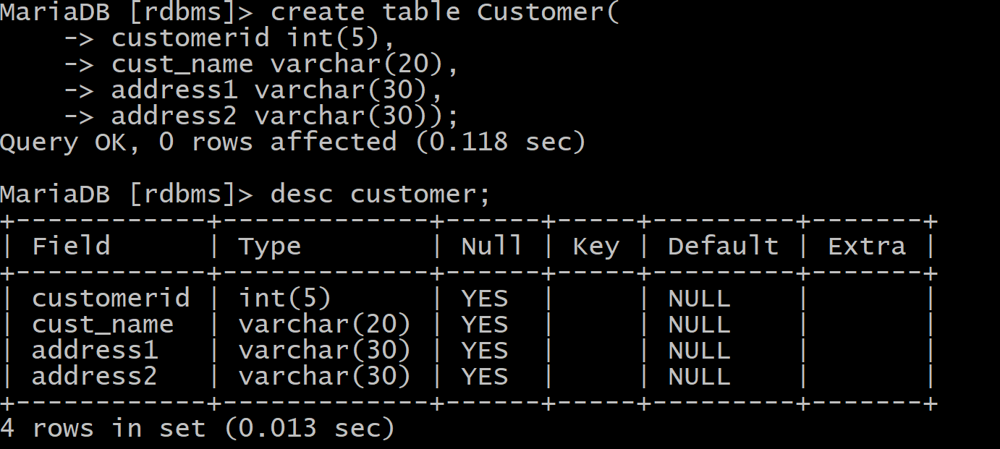 MariaDB [rdbms]> create table Customer(
    -> customerid int(5),
    -> cust_name varchar(20),
    -> address1 varchar(30),
    -> address2 varchar(30));
Query OK, 0 rows affected (0.118 sec)

MariaDB [rdbms]> desc customer;
+------------+-------------+------+-----+---------+-------+
| Field      | Type        | Null | Key | Default | Extra |
+------------+-------------+------+-----+---------+-------+
| customerid | int(5)      | YES  |     | NULL    |       |
| cust_name  | varchar(20) | YES  |     | NULL    |       |
| address1   | varchar(30) | YES  |     | NULL    |       |
| address2   | varchar(30) | YES  |     | NULL    |       |
+------------+-------------+------+-----+---------+-------+
4 rows in set (0.013 sec)